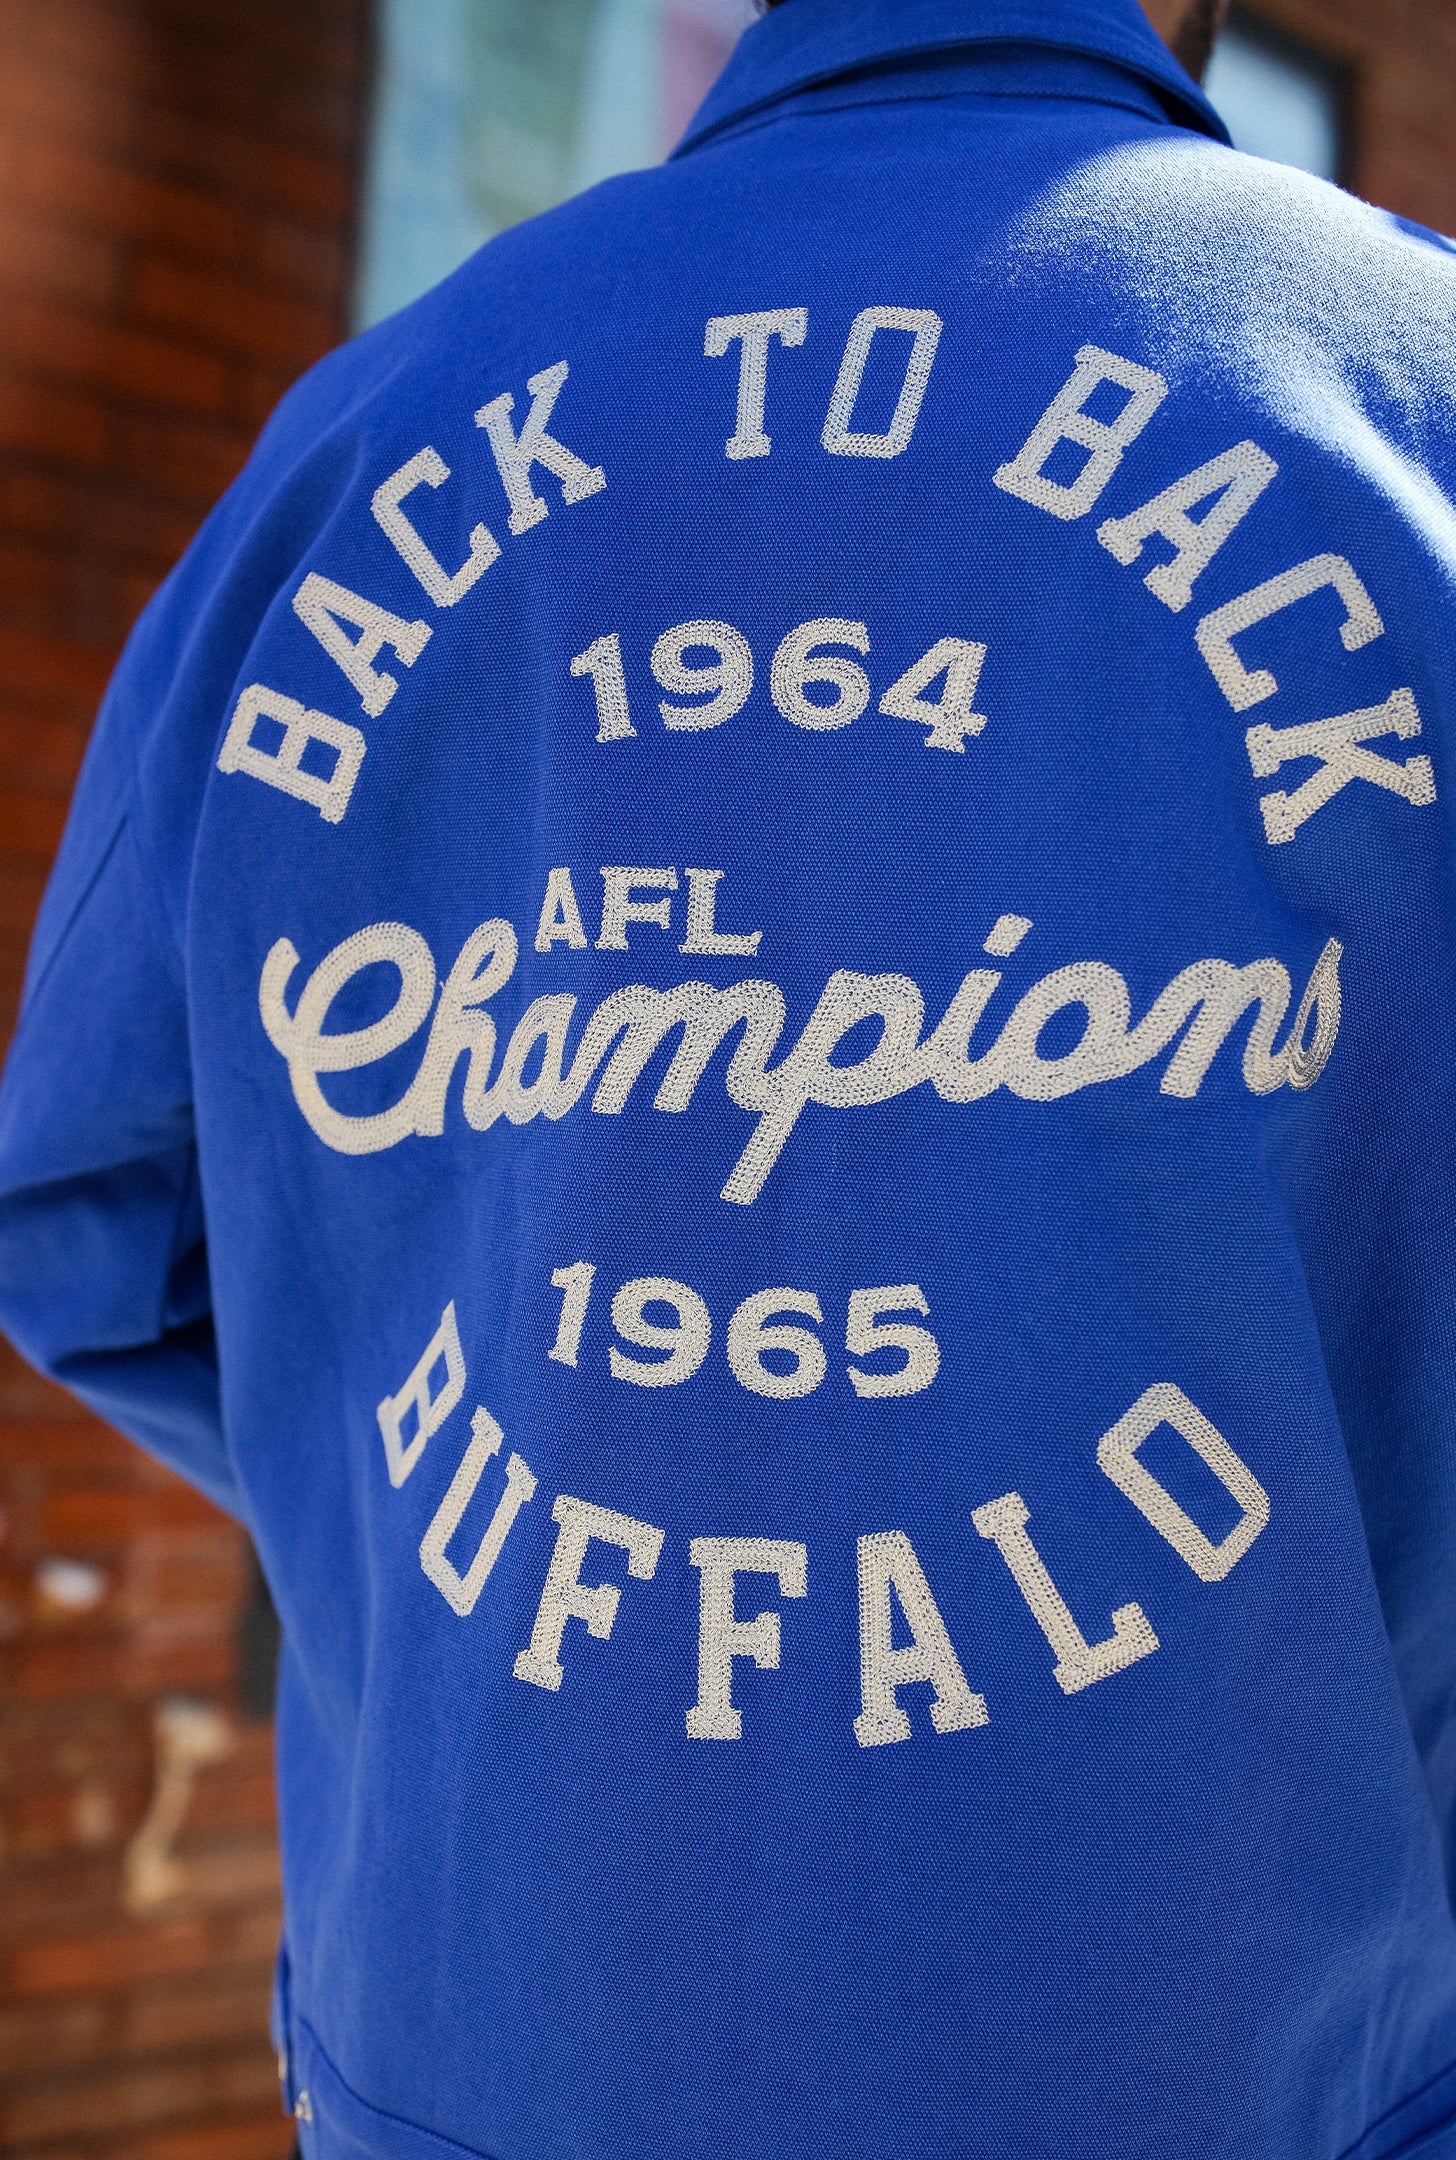 BACK TO BACK
1964
AFL
Champions
1965
BUFFALO